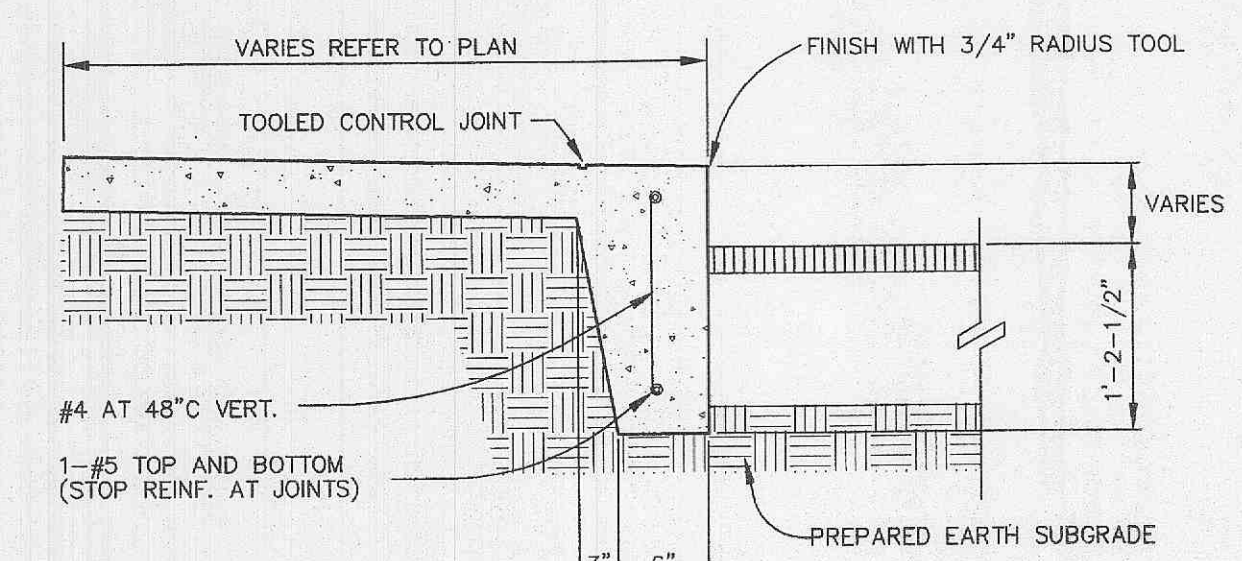 VARIES REFER TO PLAN
FINISH WITH 3/4" RADIUS TOOL
TOOLED CONTROL JOINT
VARIES
1'-2-1/2"
#4 AT 48"C VERT.
1-#5 TOP AND BOTTOM
(STOP REINF. AT JOINTS)
PREPARED EARTH SUBGRADE